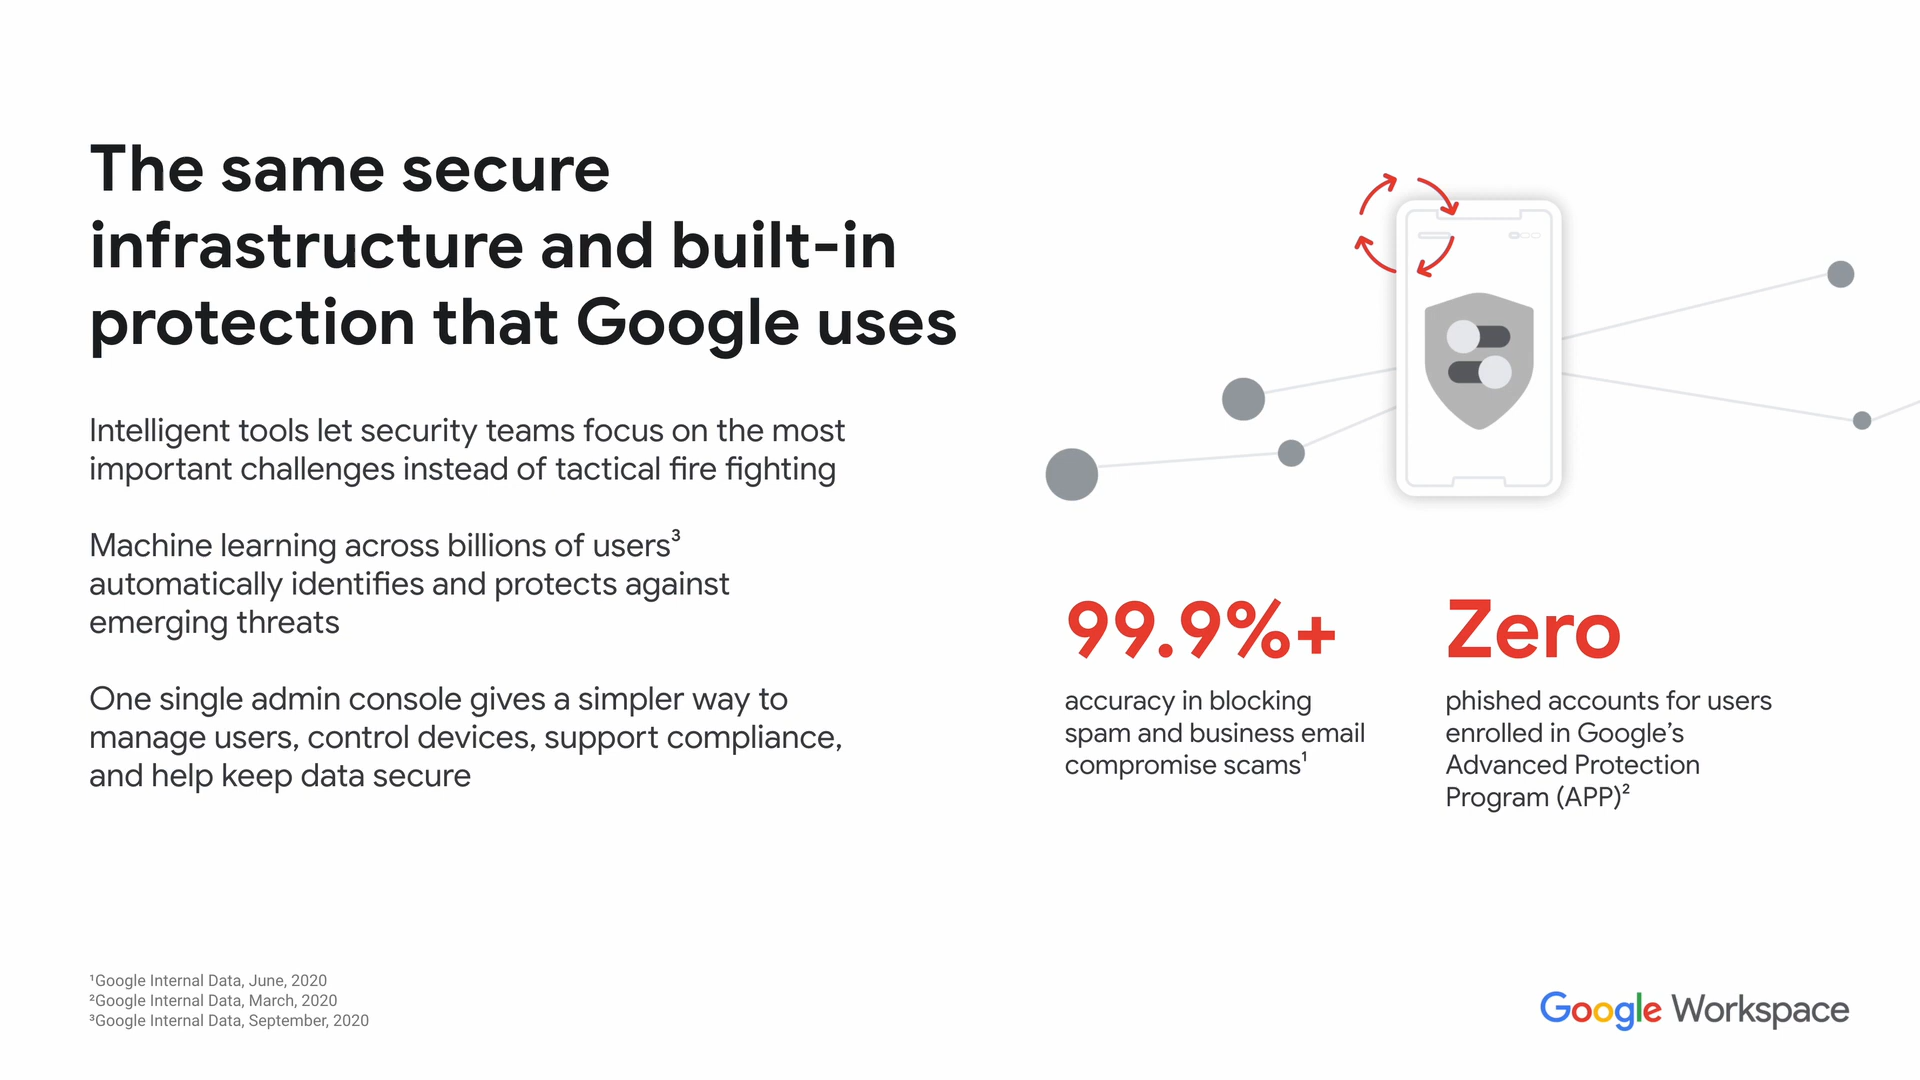 The same secure
infrastructure and built-in
protection that Google uses
Intelligent tools let security teams focus on the most
important challenges instead of tactical fire fighting
Machine learning across billions of users³
automatically identifies and protects against
emerging threats
One single admin console gives a simpler way to
manage users, control devices, support compliance,
and help keep data secure
99.9%+
accuracy in blocking
spam and business email
compromise scams¹
Zero
phished accounts for users
enrolled in Google’s
Advanced Protection
Program (APP)²
¹Google Internal Data, June, 2020
²Google Internal Data, March, 2020
³Google Internal Data, September, 2020
Google Workspace